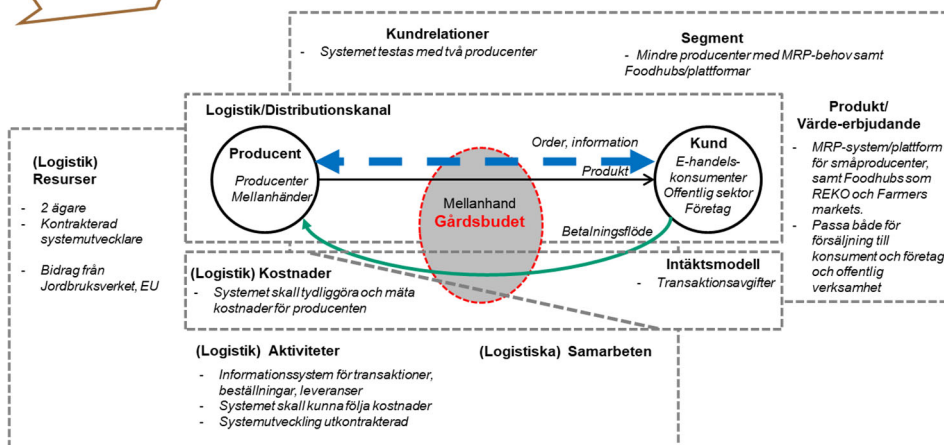 Kundrelationer
- Systemet testas med två producenter
Segment
- Mindre producenter med MRP-behov samt
Foodhubs/plattformar
Logistik/Distributionskanal
Producent
Producenter
Mellanhänder
Order, information
Produkt
Mellanhand
Gårdsbudet
Betalningsflöde
Kund
E-handels-
konsumenter
Offentlig sektor
Företag
Produkt/
Värde-erbjudande
- MRP-system/plattform
för småproducenter,
samt Foodhubs som
REKO och Farmers
markets.
- Passa både för
försäljning till
konsument och företag
och offentlig
verksamhet
(Logistik)
Resurser
- 2 ägare
- Kontrakterad
systemutvecklare
- Bidrag från
Jordbruksverket, EU
(Logistik) Kostnader
- Systemet skall tydliggöra och mäta
kostnader för producenten
Intäktsmodell
- Transaktionsavgifter
(Logistik) Aktiviteter
- Informationssystem för transaktioner,
beställningar, leveranser
- Systemet skall kunna följa kostnader
- Systemutveckling utkontrakterad
(Logistiska) Samarbeten